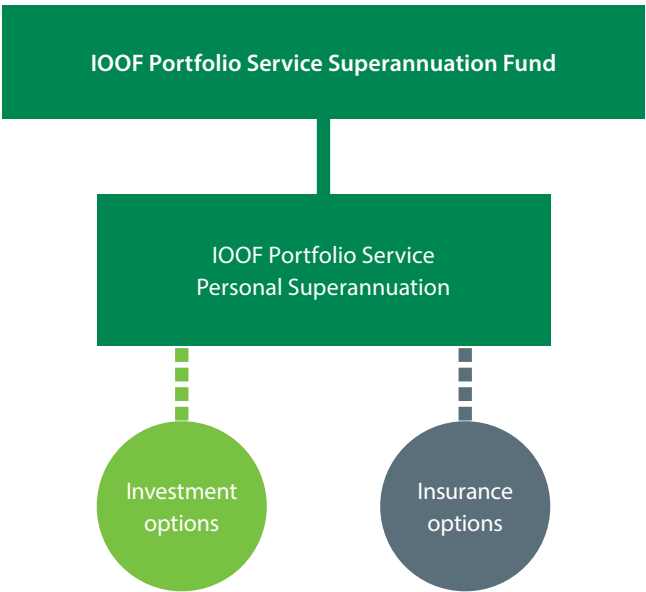 IOOF Portfolio Service Superannuation Fund
IOOF Portfolio Service
Personal Superannuation
Investment
options
Insurance
options